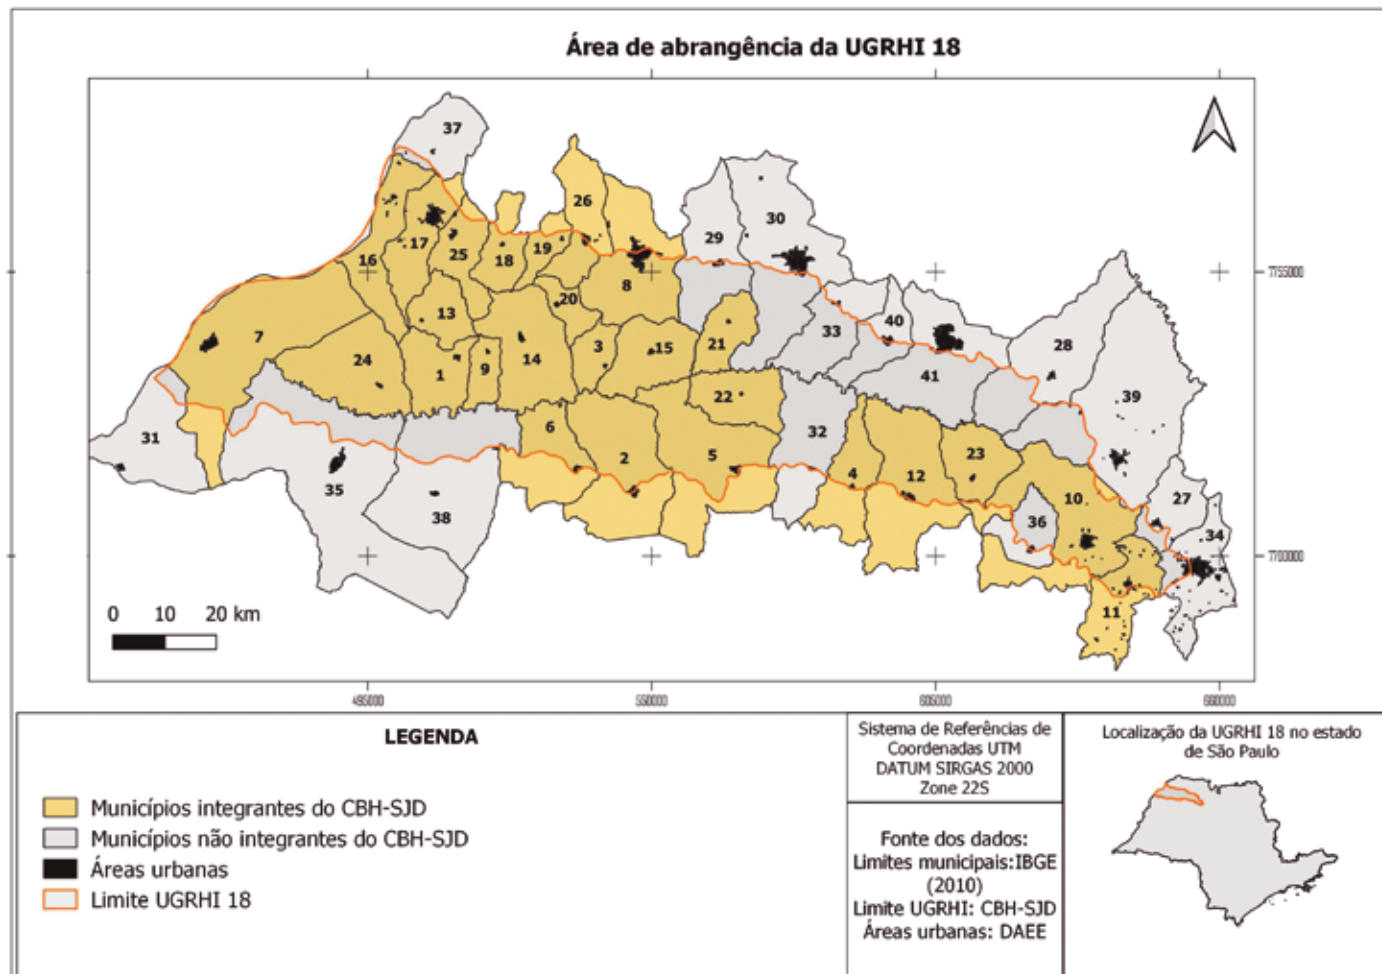 Área de abrangência da UGRHI 18
37
26
30
29
17
25
18
19
16
8
20
7
13
33
40
28
3
15
21
14
24
1
9
41
39
22
31
6
32
2
5
4
12
23
35
10
27
38
36
34
11
7755000
7700000
0 10 20 km
495000 550000 605000 660000
LEGENDA
Municípios integrantes do CBH-SJD
Municípios não integrantes do CBH-SJD
Áreas urbanas
Limite UGRHI 18
Sistema de Referências de
Coordenadas UTM
DATUM SIRGAS 2000
Zone 22S
Fonte dos dados:
Limites municipais:IBGE
(2010)
Limite UGRHI: CBH-SJD
Áreas urbanas: DAEE
Localização da UGRHI 18 no estado
de São Paulo